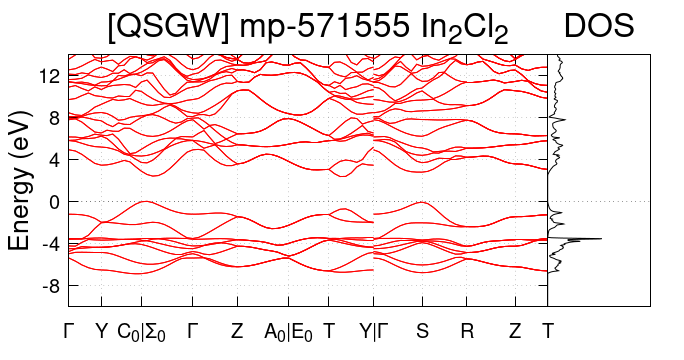 [QSGW] mp-571555 In₂Cl₂ DOS
Energy (eV)
12
8
4
0
-4
-8
Γ Y C₀|Σ₀ Γ Z A₀|E₀ T Y|Γ S R Z T